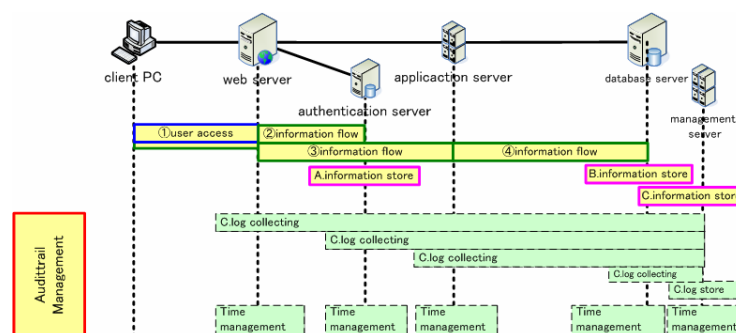 client PC
web server
authentication server
applicaction server
database server
management
server
①user access
②information flow
③information flow
④information flow
A.information store
B.information store
C.information store
Audittrail
Management
C.log collecting
C.log collecting
C.log collecting
C.log collecting
C.log store
Time
management
Time
management
Time
management
Time
management
Time
management